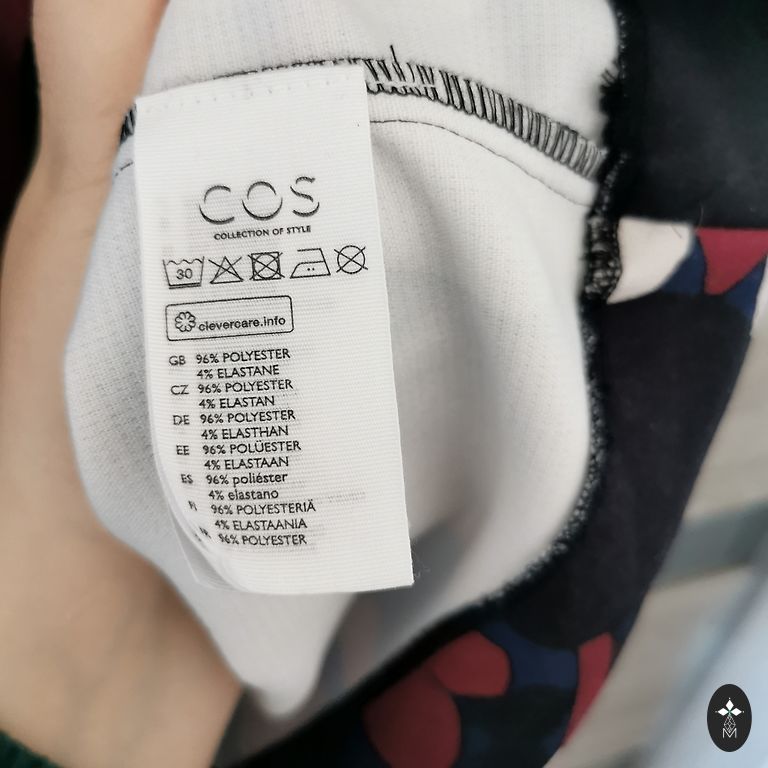 COS
COLLECTION OF STYLE
30
clevercare.info
GB 96% POLYESTER
4% ELASTANE
CZ 96% POLYESTER
4% ELASTAN
DE 96% POLYESTER
4% ELASTHAN
EE 96% POLÜESTER
4% ELASTAAN
ES 96% poliéster
4% elastano
FI 96% POLYESTERIÄ
4% ELASTAANIA
96% POLYESTER
M